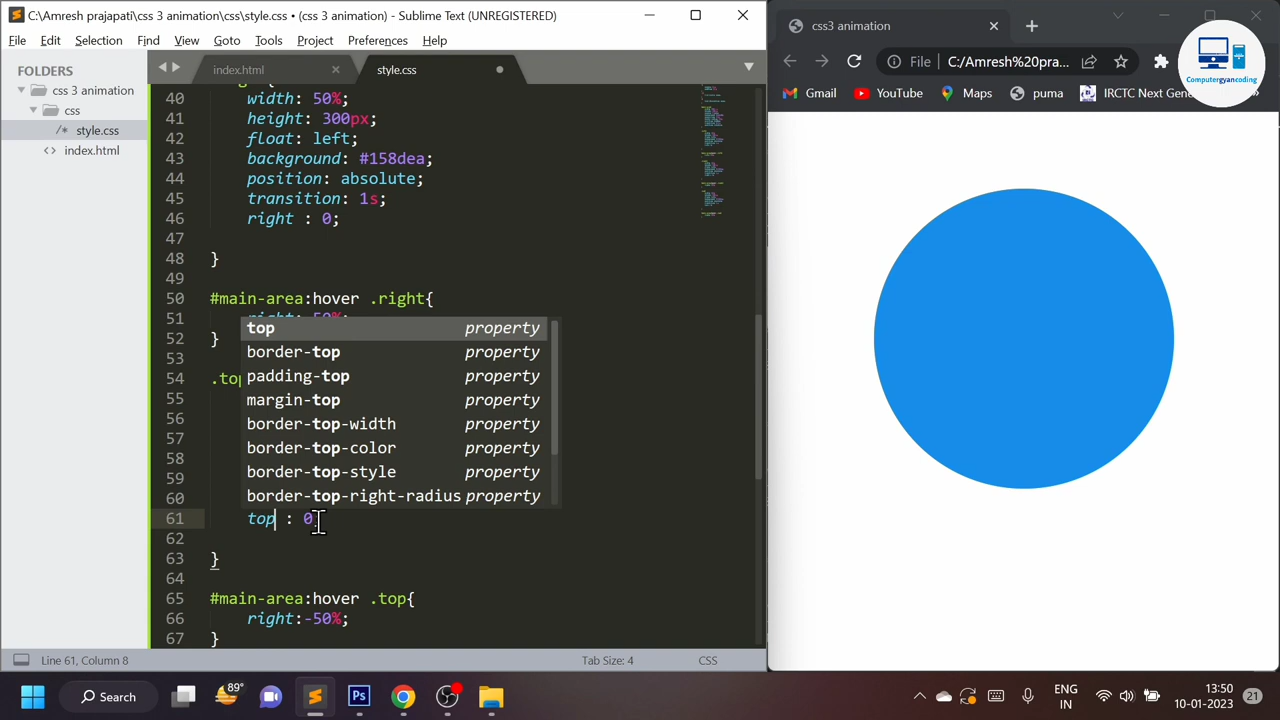 C:\Amresh prajapati\css 3 animation\css\style.css • (css 3 animation) - Sublime Text (UNREGISTERED)
File Edit Selection Find View Goto Tools Project Preferences Help
FOLDERS
css 3 animation
css
/* style.css
<> index.html
index.html
style.css
40 width: 50%;
41 height: 300px;
42 float: left;
43 background: #158dea;
44 position: absolute;
45 transition: 1s;
46 right : 0;
47
48 }
49
50 #main-area:hover .right{
51
52 }
53
54 .top
55
56
57
58
59
60
61 top : 0
62
63 }
64
65 #main-area:hover .top{
66 right:-50%;
67 }
top property
border-top property
padding-top property
margin-top property
border-top-width property
border-top-color property
border-top-style property
border-top-right-radius property
Line 61, Column 8
Tab Size: 4
CSS
css3 animation
File C:/Amresh%20pra...
Gmail YouTube Maps puma IRCTC Next Gener
Computergyancoding
Search
89°
ENG
IN
13:50
10-01-2023
21